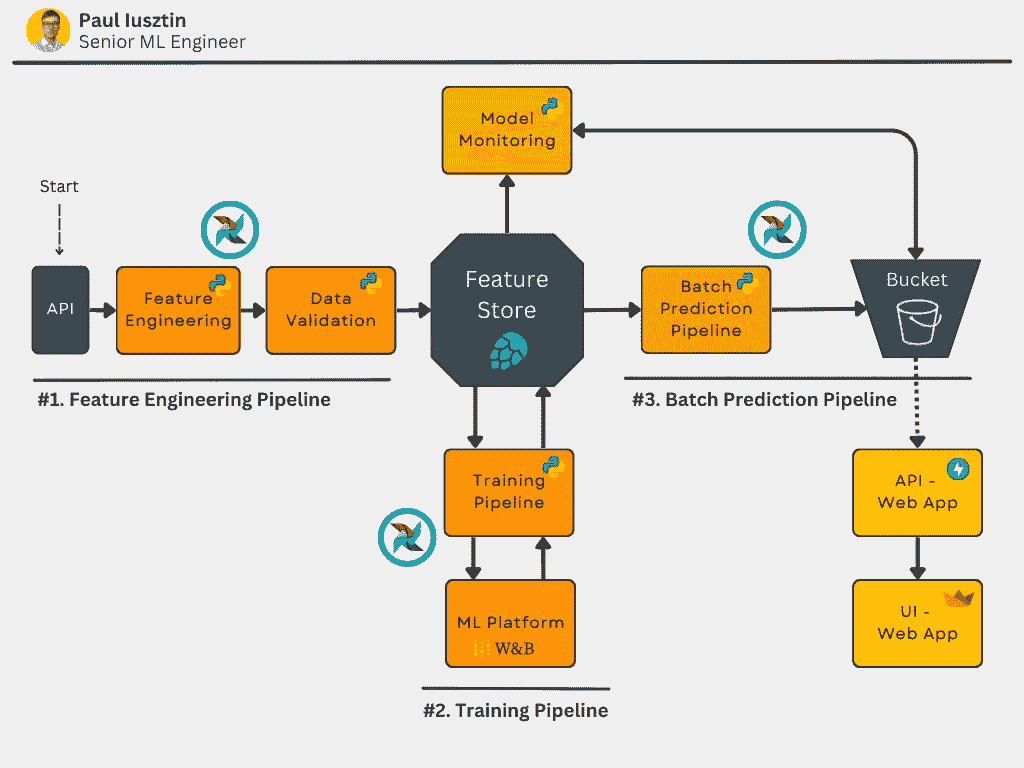 Paul Iusztin
Senior ML Engineer
Model
Monitoring
Start
API
Feature
Engineering
Data
Validation
Feature
Store
Batch
Prediction
Pipeline
Bucket
#1. Feature Engineering Pipeline
#3. Batch Prediction Pipeline
Training
Pipeline
API -
Web App
ML Platform
W&B
UI -
Web App
#2. Training Pipeline